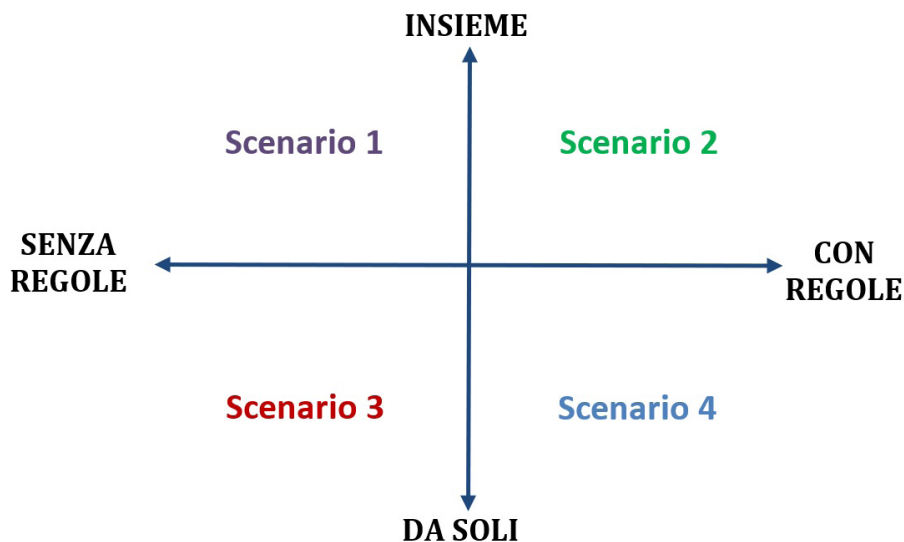 INSIEME
Scenario 1
Scenario 2
SENZA
REGOLE
CON
REGOLE
Scenario 3
Scenario 4
DA SOLI